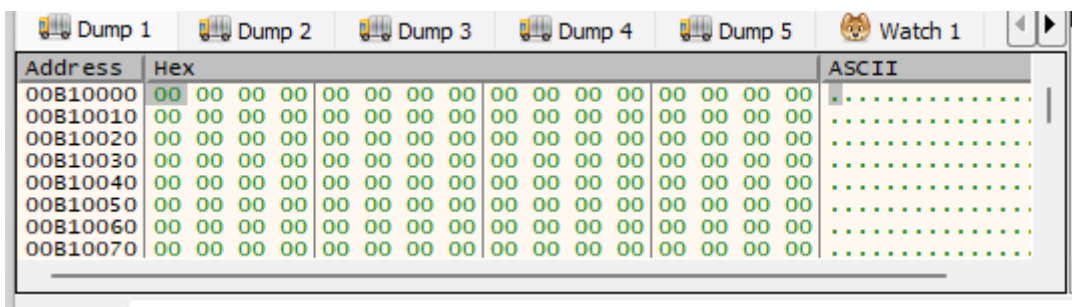 Dump 1 Dump 2 Dump 3 Dump 4 Dump 5 Watch 1
Address Hex ASCII
00B10000 00 00 00 00 00 00 00 00 00 00 00 00 00 00 00 00 ................
00B10010 00 00 00 00 00 00 00 00 00 00 00 00 00 00 00 00 ................
00B10020 00 00 00 00 00 00 00 00 00 00 00 00 00 00 00 00 ................
00B10030 00 00 00 00 00 00 00 00 00 00 00 00 00 00 00 00 ................
00B10040 00 00 00 00 00 00 00 00 00 00 00 00 00 00 00 00 ................
00B10050 00 00 00 00 00 00 00 00 00 00 00 00 00 00 00 00 ................
00B10060 00 00 00 00 00 00 00 00 00 00 00 00 00 00 00 00 ................
00B10070 00 00 00 00 00 00 00 00 00 00 00 00 00 00 00 00 ................